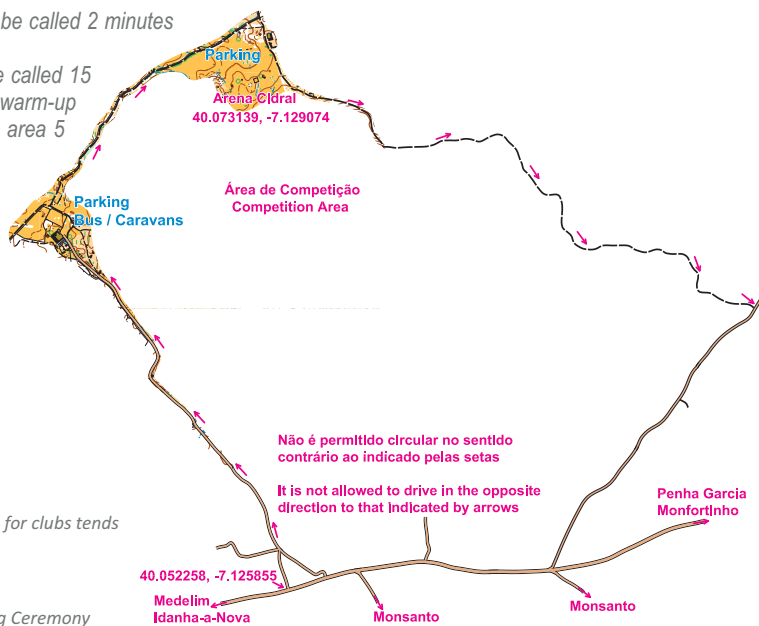 be called 2 minutes
e called 15
warm-up
area 5
Parking
Arena Cidral
40.073139, -7.129074
Área de Competição
Competition Area
Parking
Bus / Caravans
Não é permitido circular no sentido
contrário ao indicado pelas setas
It is not allowed to drive in the opposite
direction to that indicated by arrows
for clubs tends
Penha Garcia
Monfortinho
40.052258, -7.125855
Medelim
Idanha-a-Nova
Monsanto
Monsanto
g Ceremony